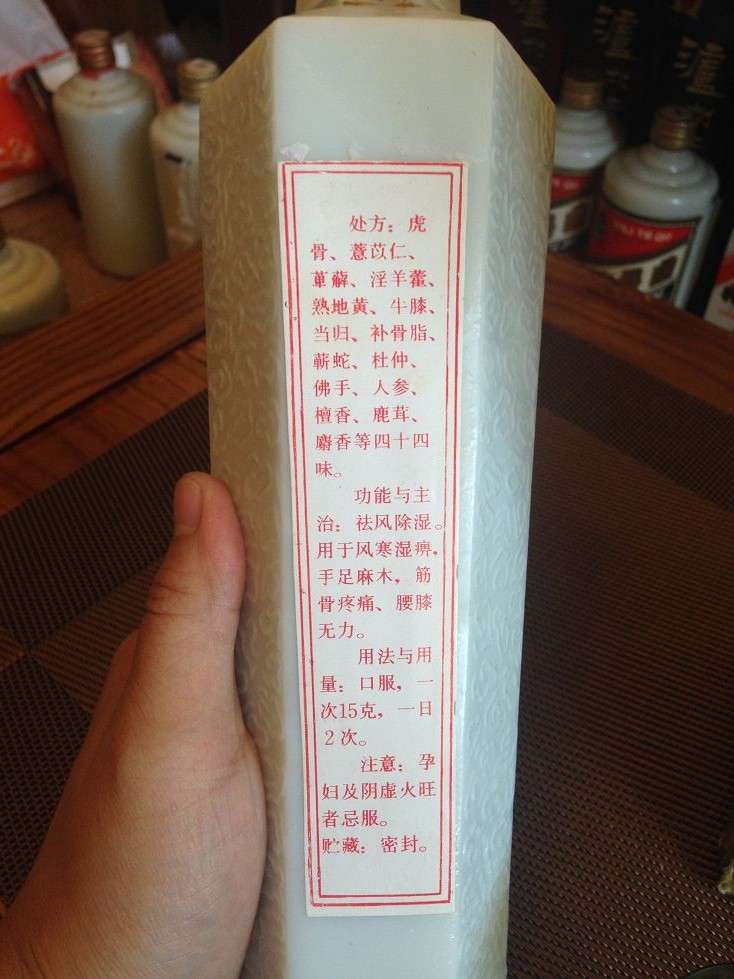 处方：虎
骨、薏苡仁、
萆薢、淫羊藿、
熟地黄、牛膝、
当归、补骨脂、
蕲蛇、杜仲、
佛手、人参、
檀香、鹿茸、
麝香等四十四
味。
功能与主
治：祛风除湿。
用于风寒湿痹，
手足麻木，筋
骨疼痛、腰膝
无力。
用法与用
量：口服，一
次15克，一日
2次。
注意：孕
妇及阴虚火旺
者忌服。
贮藏：密封。
泸
泸